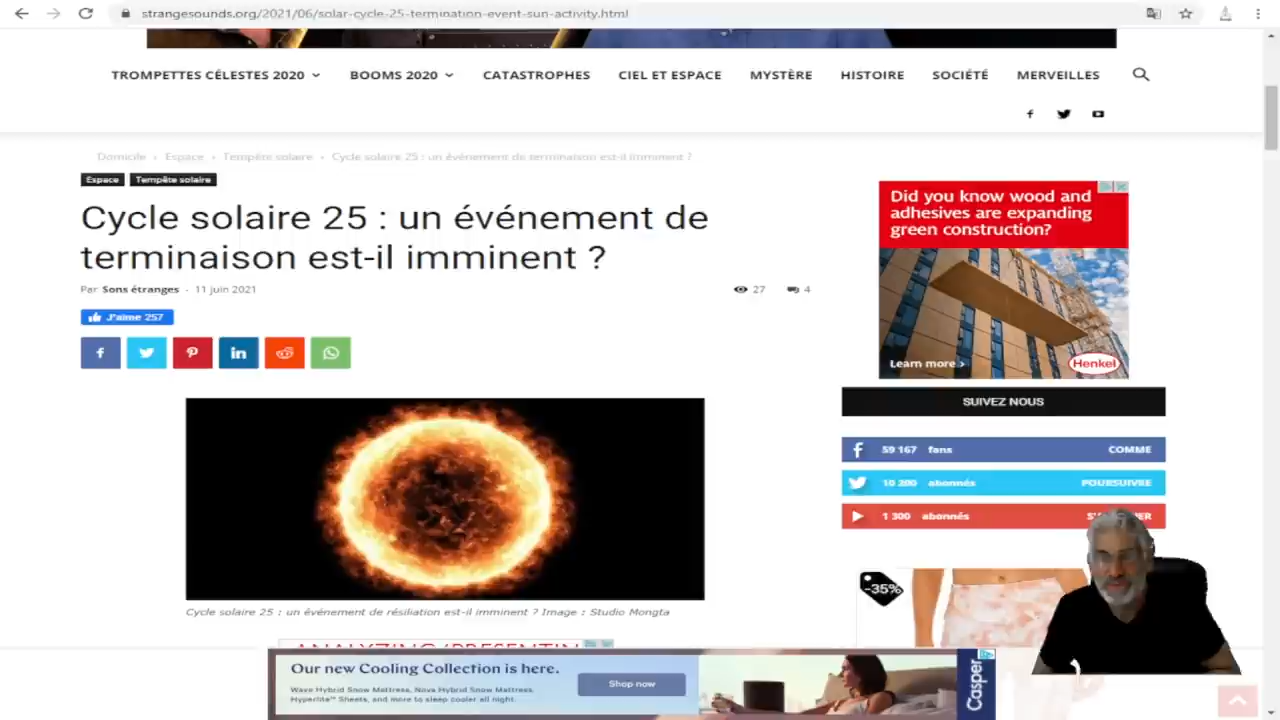 strangesounds.org/2021/06/solar-cycle-25-termination-event-sun-activity.html
TROMPETTES CÉLESTES 2020 BOOMS 2020 CATASTROPHES CIEL ET ESPACE MYSTÈRE HISTOIRE SOCIÉTÉ MERVEILLES
Domicile › Espace › Tempête solaire › Cycle solaire 25 : un événement de terminaison est-il imminent ?
Espace Tempête solaire
Cycle solaire 25 : un événement de
terminaison est-il imminent ?
Par Sons étranges - 11 juin 2021 27 4
J'aime 257
Cycle solaire 25 : un événement de résiliation est-il imminent ? Image : Studio Mongta
Did you know wood and
adhesives are expanding
green construction?
Learn more >
Henkel
SUIVEZ NOUS
59 167 fans COMME
10 200 abonnés POURSUIVRE
1 300 abonnés
-35%
Our new Cooling Collection is here.
Wave Hybrid Snow Mattress, Nova Hybrid Snow Mattress,
Hyperlite™ Sheets, and more to sleep cooler all night.
Shop now
Casper